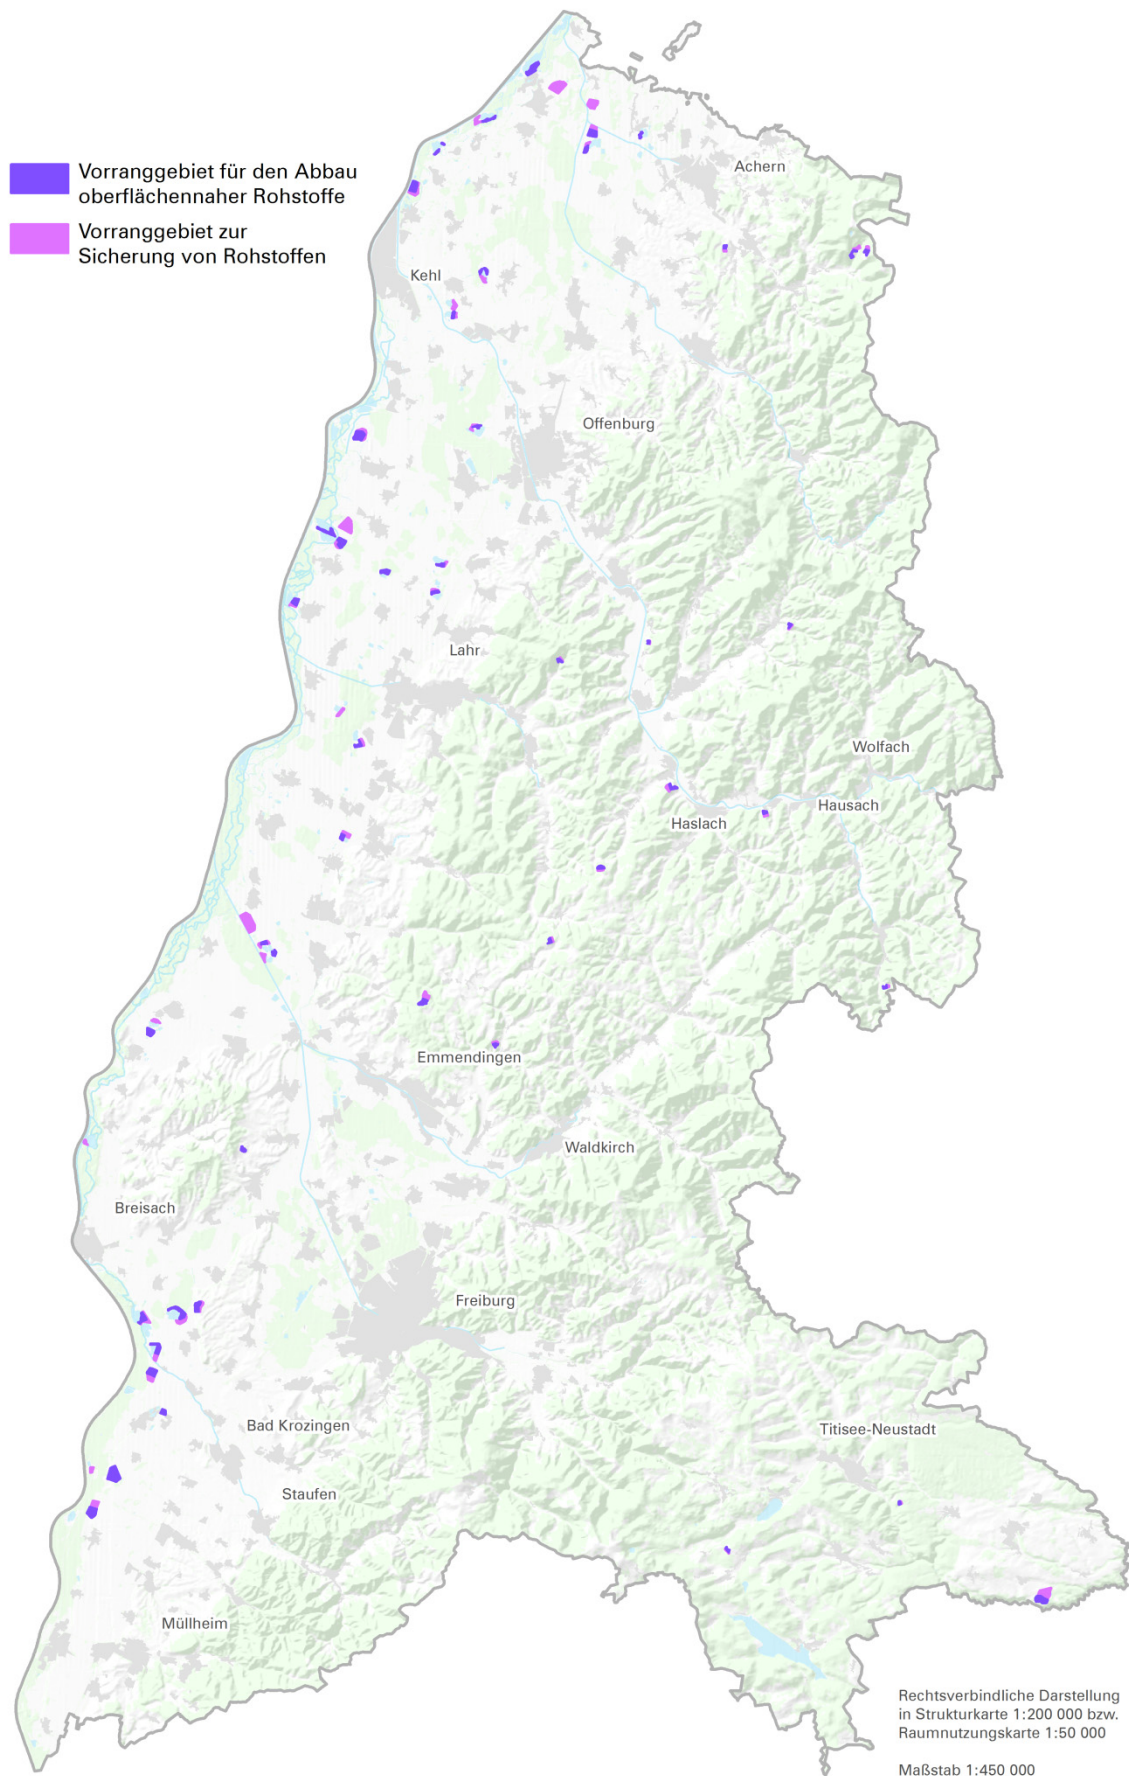 Vorranggebiet für den Abbau
oberflächennaher Rohstoffe
Vorranggebiet zur
Sicherung von Rohstoffen
Achern
Kehl
Offenburg
Lahr
Wolfach
Hausach
Haslach
Emmendingen
Waldkirch
Breisach
Freiburg
Bad Krozingen
Titisee-Neustadt
Staufen
Müllheim
Rechtsverbindliche Darstellung
in Strukturkarte 1:200 000 bzw.
Raumnutzungskarte 1:50 000
Maßstab 1:450 000